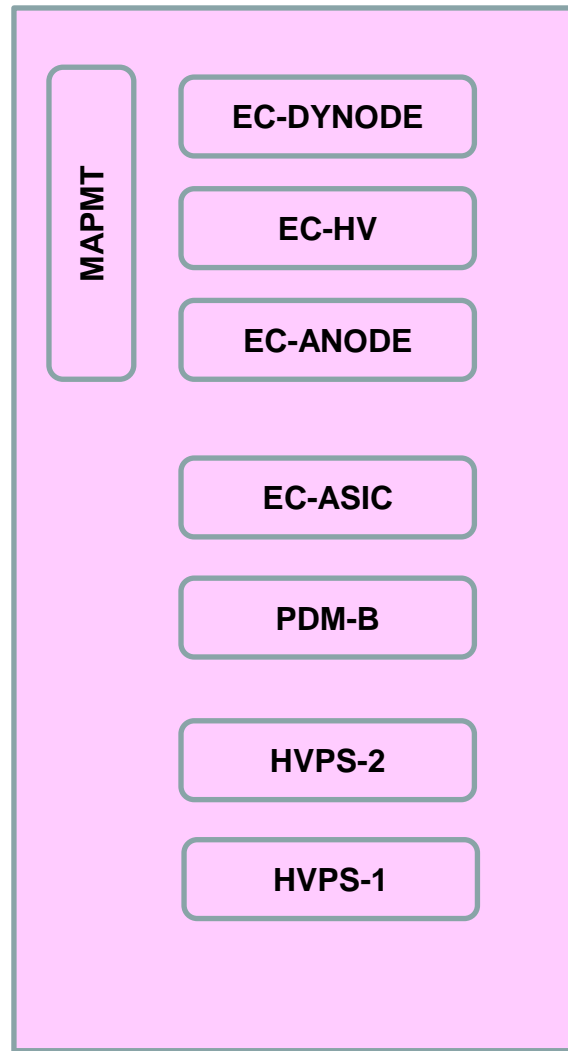 MAPMT
EC-DYNODE
EC-HV
EC-ANODE
EC-ASIC
PDM-B
HVPS-2
HVPS-1